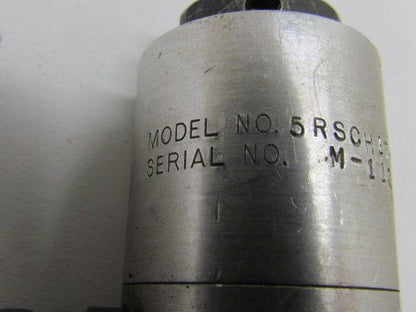 MODEL NO. 5RSCH
SERIAL NO. M-11